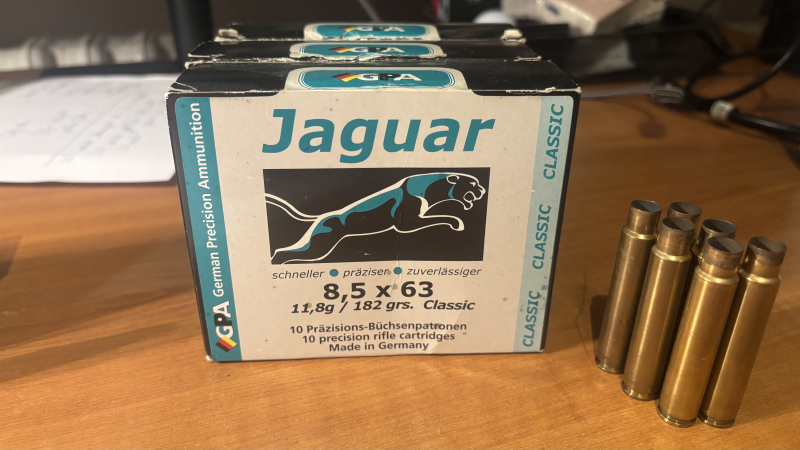 GPA
GPA
Jaguar
GPA German Precision Ammunition
CLASSIC CLASSIC CLASSIC
schneller ● präziser ● zuverlässiger
8,5 x 63
11,8g / 182 grs. Classic
10 Präzisions-Büchsenpatronen
10 precision rifle cartridges
Made in Germany